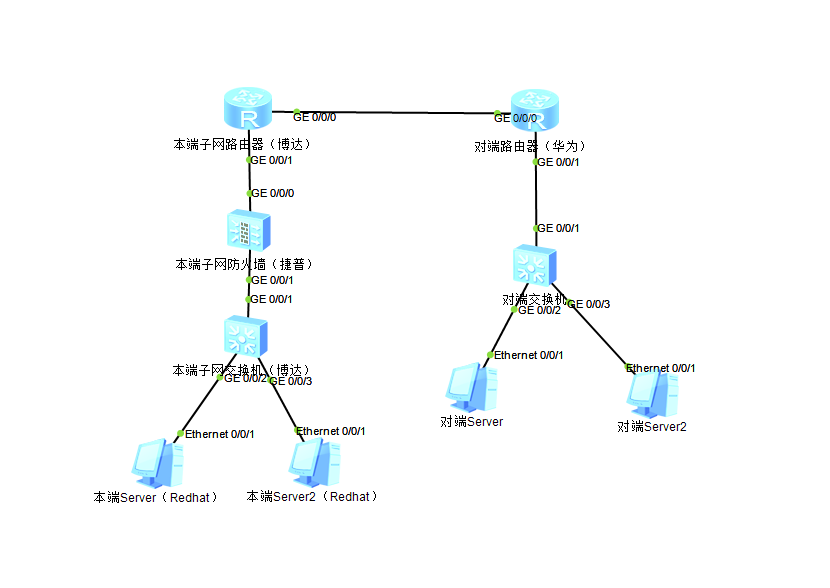 R
R
GE 0/0/0
GE 0/0/0
本端子网路由器（博达）
对端路由器（华为）
GE 0/0/1
GE 0/0/1
GE 0/0/0
GE 0/0/1
本端子网防火墙（捷普）
GE 0/0/1
GE 0/0/1
对端交换机
GE 0/0/2
GE 0/0/3
Ethernet 0/0/1
Ethernet 0/0/1
本端子网交换机（博达）
GE 0/0/2
GE 0/0/3
对端Server
对端Server2
Ethernet 0/0/1
Ethernet 0/0/1
本端Server（Redhat）
本端Server2（Redhat）